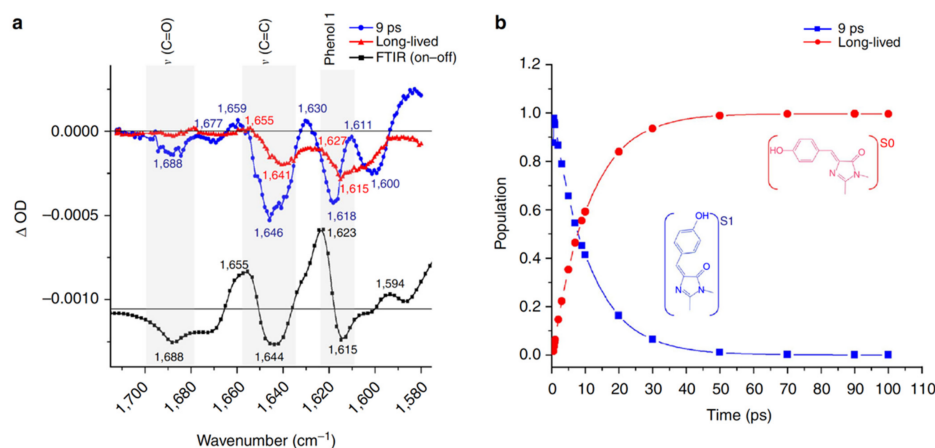 a
ν (C=O)
ν (C=C)
Phenol 1
9 ps
Long-lived
FTIR (on–off)
0.0000
−0.0005
−0.0010
Δ OD
1,677
1,659
1,655
1,630
1,611
1,627
1,688
1,641
1,615
1,600
1,646
1,618
1,623
1,655
1,594
1,688
1,644
1,615
1,700
1,680
1,660
1,640
1,620
1,600
1,580
Wavenumber (cm⁻¹)
b
9 ps
Long-lived
1.2
1.0
0.8
0.6
0.4
0.2
0.0
Population
S0
HO
O
N
N
S1
OH
O
N
N
0
10
20
30
40
50
60
70
80
90
100
Time (ps)